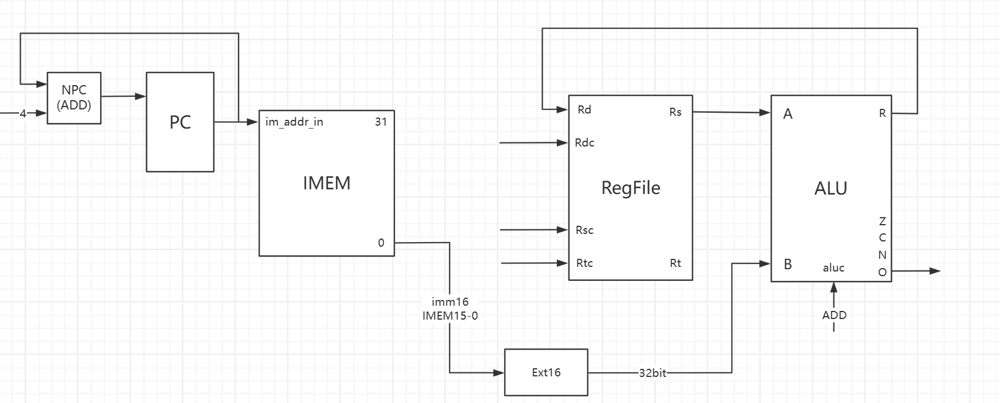 NPC
(ADD)
4
PC
im_addr_in
31
IMEM
0
imm16
IMEM15-0
Ext16
32bit
Rd
Rs
Rdc
RegFile
Rsc
Rtc
Rt
A
R
ALU
Z
C
N
O
B
aluc
ADD